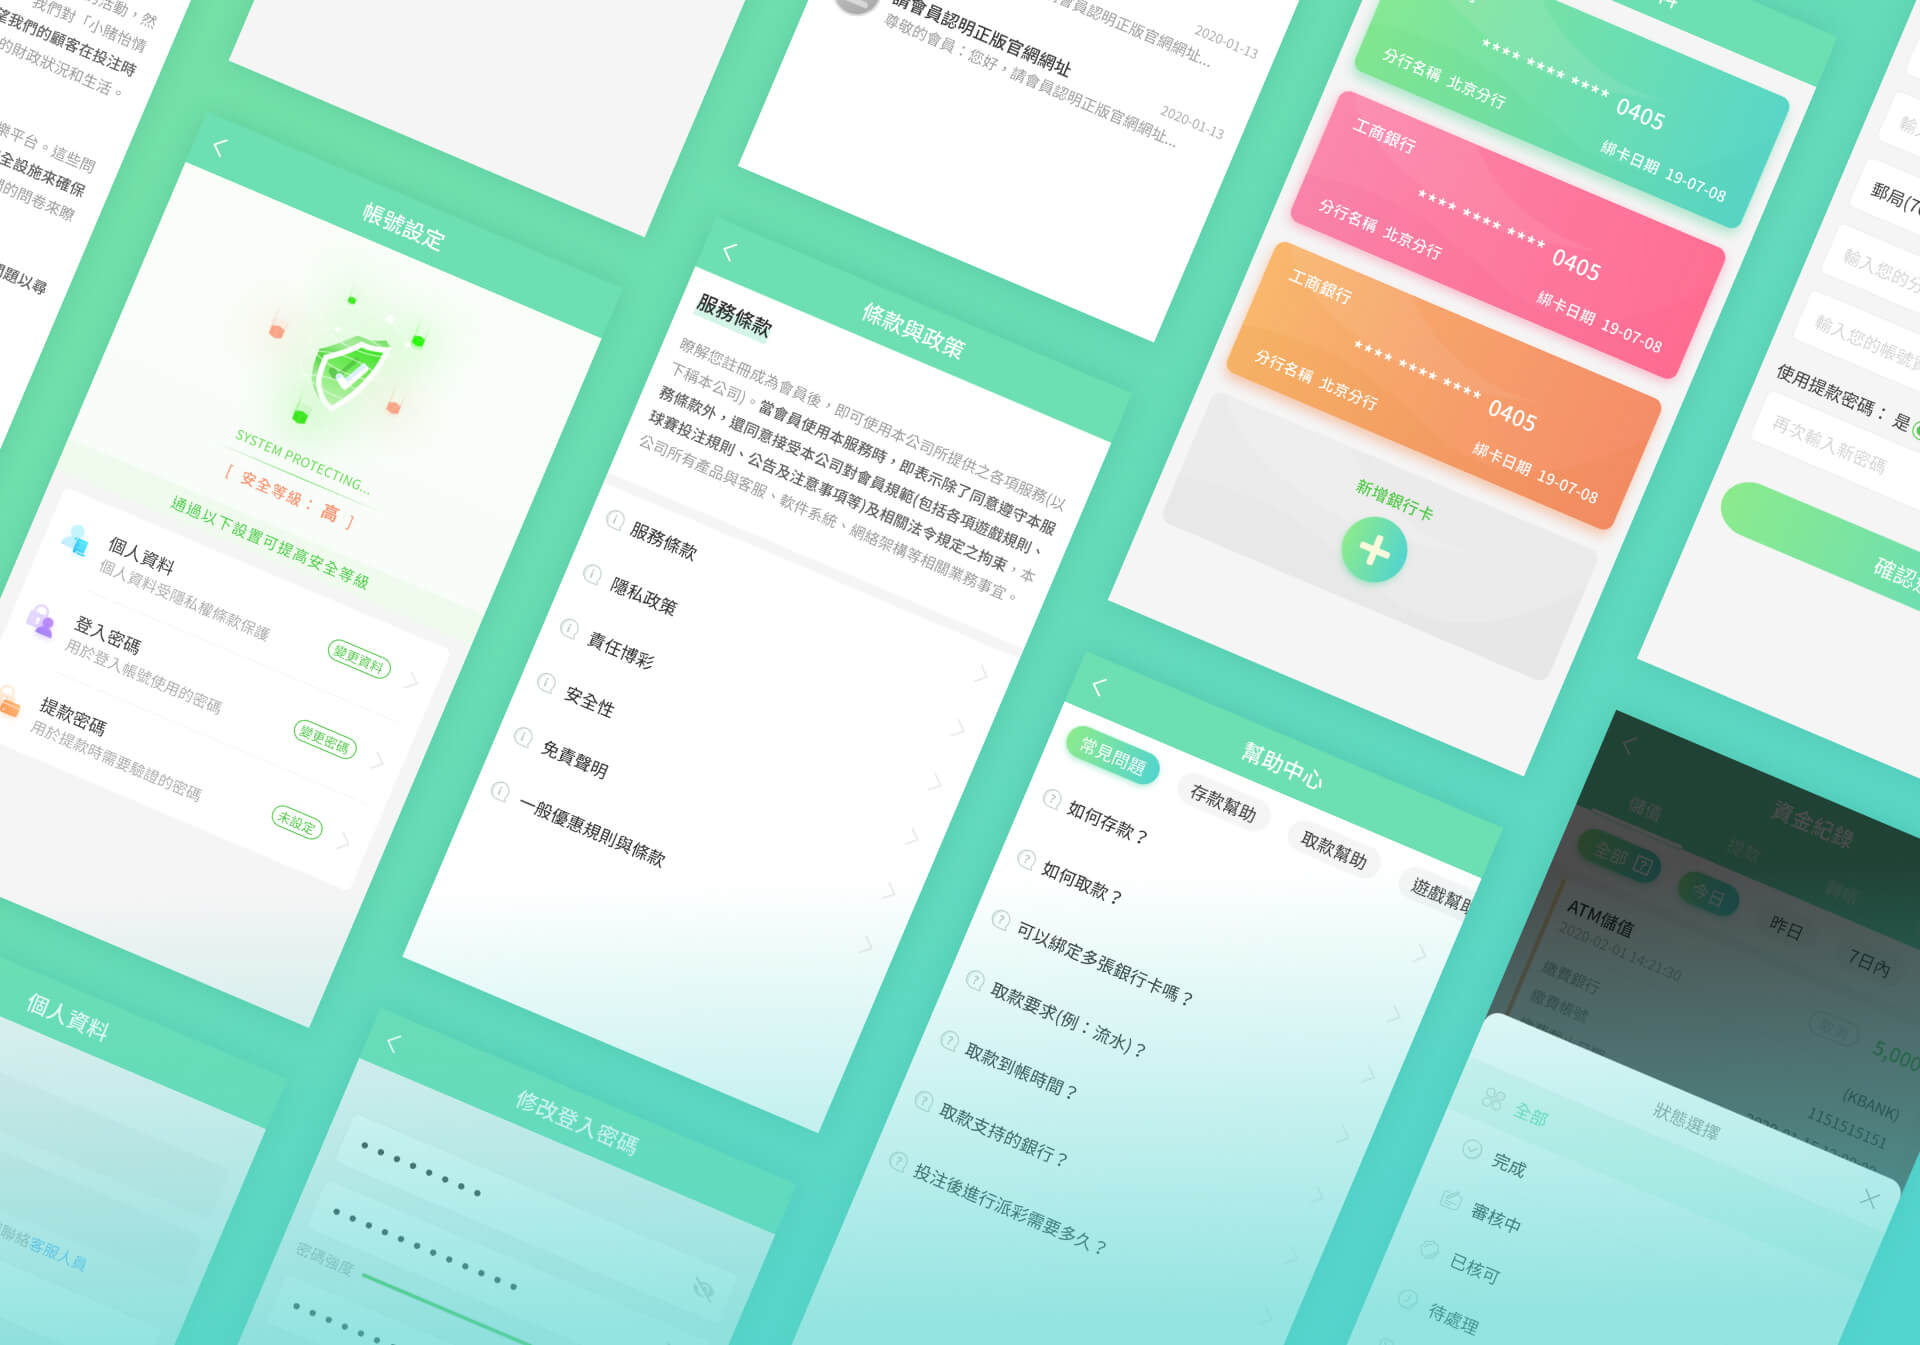 活動，然
我們對「小賭怡情
望我們的顧客在投注時
的財政狀況和生活。
樂平台。這些問
全設施來確保
的問卷來瞭
問題以尋
帳號設定
SYSTEM PROTECTING...
[ 安全等級： 高 ]
通過以下設置可提高安全等級
個人資料
個人資料受隱私權條款保護
變更資料
登入密碼
用於登入帳號使用的密碼
變更密碼
提款密碼
用於提款時需要驗證的密碼
未設定
個人資料
聯絡客服人員
會員認明正版官網網址...
2020-01-13
請會員認明正版官網網址
尊敬的會員：您好，請會員認明正版官網網址...
2020-01-13
條款與政策
服務條款
瞭解您註冊成為會員後，即可使用本公司所提供之各項服務(以
下稱本公司)。當會員使用本服務時，即表示除了同意遵守本服
務條款外，還同意接受本公司對會員規範(包括各項遊戲規則、
球賽投注規則、公告及注意事項等)及相關法令規定之拘束，本
公司所有產品與客服、軟件系統、網絡架構等相關業務事宜。
服務條款
隱私政策
責任博彩
安全性
免責聲明
一般優惠規則與條款
修改登入密碼
密碼強度
**** **** **** 0405
分行名稱 北京分行
綁卡日期 19-07-08
工商銀行
**** **** **** 0405
分行名稱 北京分行
綁卡日期 19-07-08
工商銀行
**** **** **** 0405
分行名稱 北京分行
綁卡日期 19-07-08
新增銀行卡
幫助中心
常見問題
存款幫助
取款幫助
遊戲幫助
如何存款？
如何取款？
可以綁定多張銀行卡嗎？
取款要求(例：流水)？
取款到帳時間？
取款支持的銀行？
投注後進行派彩需要多久？
輸
郵局(70
輸入您的分
輸入您的帳號
使用提款密碼： 是
再次輸入新密碼
確認
資金紀錄
儲值
提款
轉帳
全部
今日
昨日
7日內
ATM儲值
2020-02-01 14:21:30
繳費銀行
繳費帳號
5,000
(KBANK)
1151515151
狀態選擇
全部
完成
審核中
已核可
待處理